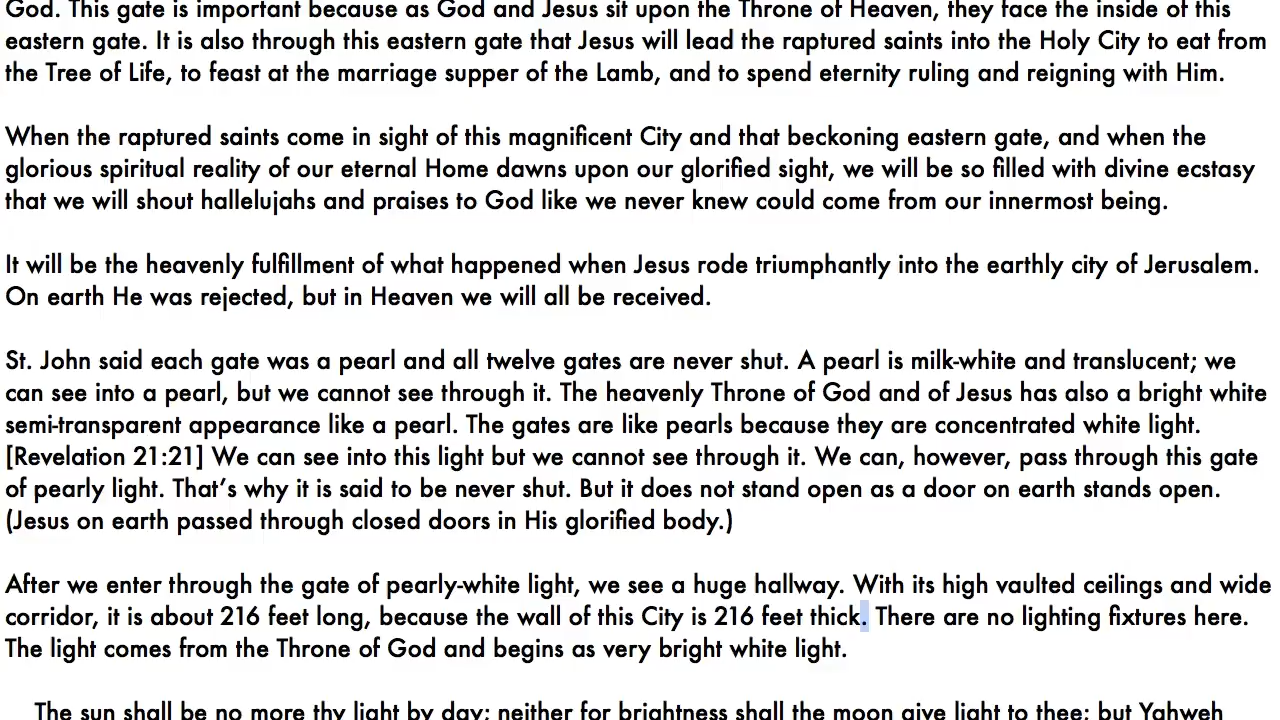 God. This gate is important because as God and Jesus sit upon the Throne of Heaven, they face the inside of this
eastern gate. It is also through this eastern gate that Jesus will lead the raptured saints into the Holy City to eat from
the Tree of Life, to feast at the marriage supper of the Lamb, and to spend eternity ruling and reigning with Him.
When the raptured saints come in sight of this magnificent City and that beckoning eastern gate, and when the
glorious spiritual reality of our eternal Home dawns upon our glorified sight, we will be so filled with divine ecstasy
that we will shout hallelujahs and praises to God like we never knew could come from our innermost being.
It will be the heavenly fulfillment of what happened when Jesus rode triumphantly into the earthly city of Jerusalem.
On earth He was rejected, but in Heaven we will all be received.
St. John said each gate was a pearl and all twelve gates are never shut. A pearl is milk-white and translucent; we
can see into a pearl, but we cannot see through it. The heavenly Throne of God and of Jesus has also a bright white
semi-transparent appearance like a pearl. The gates are like pearls because they are concentrated white light.
[Revelation 21:21] We can see into this light but we cannot see through it. We can, however, pass through this gate
of pearly light. That’s why it is said to be never shut. But it does not stand open as a door on earth stands open.
(Jesus on earth passed through closed doors in His glorified body.)
After we enter through the gate of pearly-white light, we see a huge hallway. With its high vaulted ceilings and wide
corridor, it is about 216 feet long, because the wall of this City is 216 feet thick. There are no lighting fixtures here.
The light comes from the Throne of God and begins as very bright white light.
The sun shall be no more thy light by day; neither for brightness shall the moon give light to thee; but Yahweh